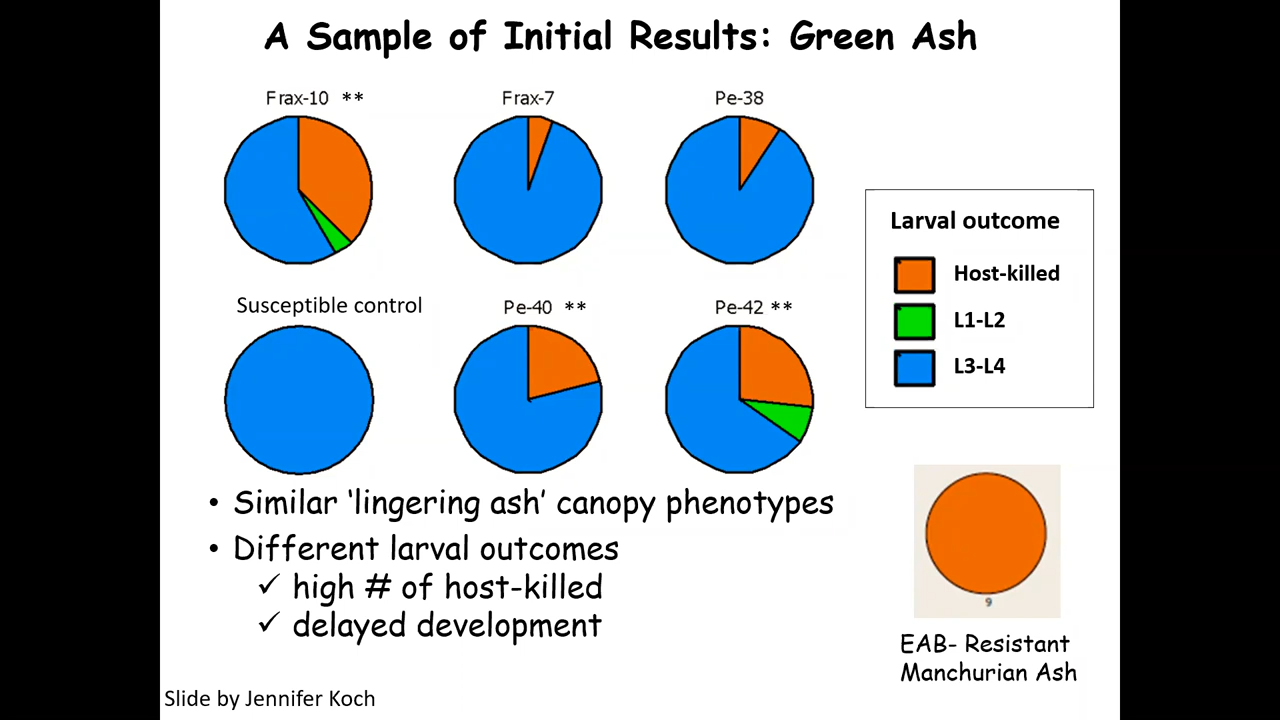 A Sample of Initial Results: Green Ash
Frax-10 **
Frax-7
Pe-38
Susceptible control
Pe-40 **
Pe-42 **
Larval outcome
Host-killed
L1-L2
L3-L4
• Similar ‘lingering ash’ canopy phenotypes
• Different larval outcomes
✓ high # of host-killed
✓ delayed development
9
EAB- Resistant
Manchurian Ash
Slide by Jennifer Koch